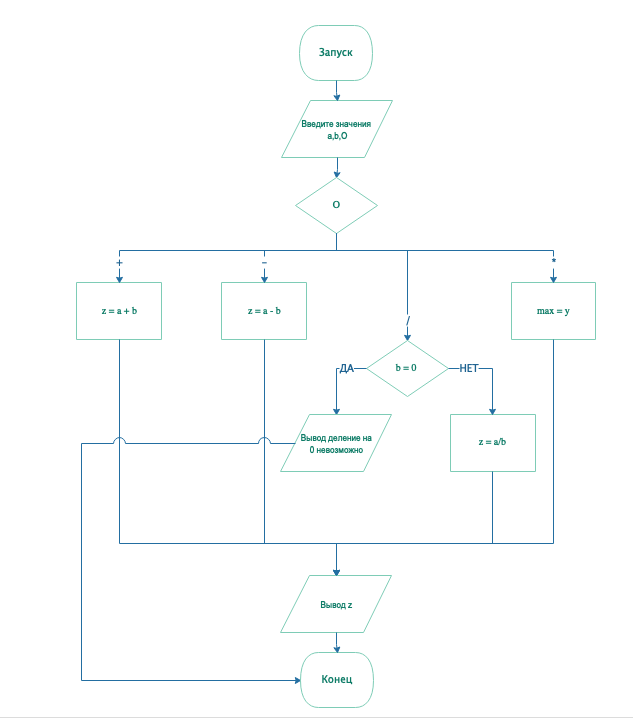 Запуск
Введите значения
a,b,O
O
+
-
*
z = a + b
z = a - b
/
max = y
ДА
b = 0
НЕТ
Вывод деление на
0 невозможно
z = a/b
Вывод z
Конец